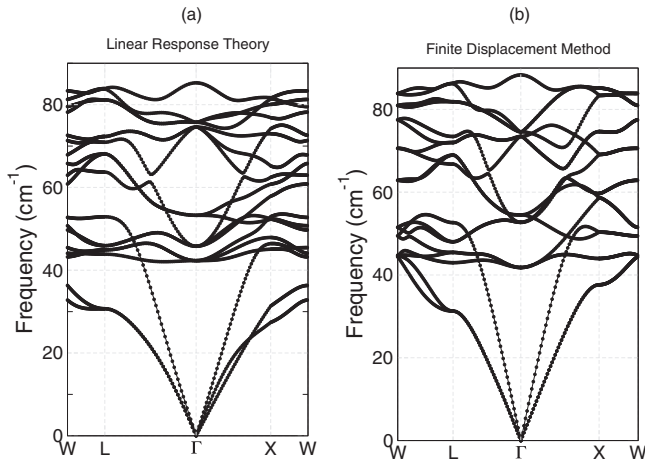 (a)
Linear Response Theory
Frequency (cm-1)
80
60
40
20
0
W L Γ X W
(b)
Finite Displacement Method
Frequency (cm-1)
80
60
40
20
0
W L Γ X W